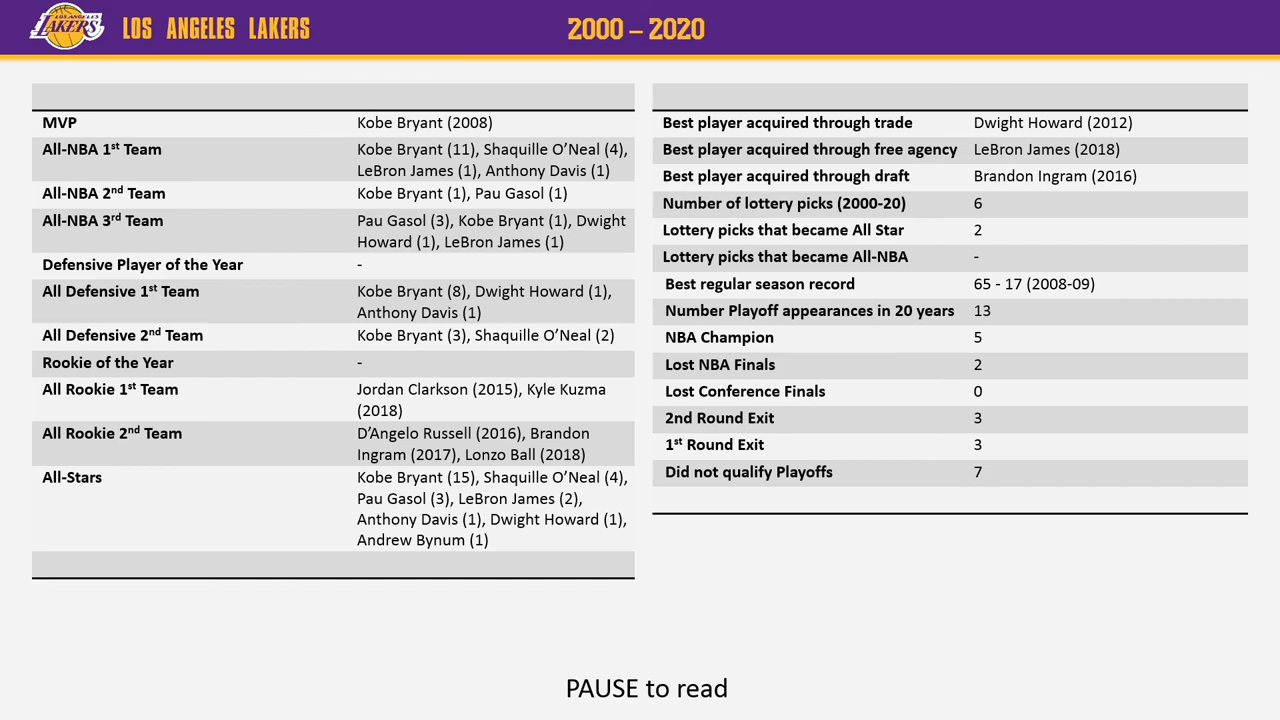 LOS ANGELES
LAKERS
LOS ANGELES LAKERS
2000 – 2020
MVP Kobe Bryant (2008)
All-NBA 1st Team Kobe Bryant (11), Shaquille O’Neal (4),
LeBron James (1), Anthony Davis (1)
All-NBA 2nd Team Kobe Bryant (1), Pau Gasol (1)
All-NBA 3rd Team Pau Gasol (3), Kobe Bryant (1), Dwight
Howard (1), LeBron James (1)
Defensive Player of the Year -
All Defensive 1st Team Kobe Bryant (8), Dwight Howard (1),
Anthony Davis (1)
All Defensive 2nd Team Kobe Bryant (3), Shaquille O’Neal (2)
Rookie of the Year -
All Rookie 1st Team Jordan Clarkson (2015), Kyle Kuzma
(2018)
All Rookie 2nd Team D’Angelo Russell (2016), Brandon
Ingram (2017), Lonzo Ball (2018)
All-Stars Kobe Bryant (15), Shaquille O’Neal (4),
Pau Gasol (3), LeBron James (2),
Anthony Davis (1), Dwight Howard (1),
Andrew Bynum (1)
Best player acquired through trade Dwight Howard (2012)
Best player acquired through free agency LeBron James (2018)
Best player acquired through draft Brandon Ingram (2016)
Number of lottery picks (2000-20) 6
Lottery picks that became All Star 2
Lottery picks that became All-NBA -
Best regular season record 65 - 17 (2008-09)
Number Playoff appearances in 20 years 13
NBA Champion 5
Lost NBA Finals 2
Lost Conference Finals 0
2nd Round Exit 3
1st Round Exit 3
Did not qualify Playoffs 7
PAUSE to read